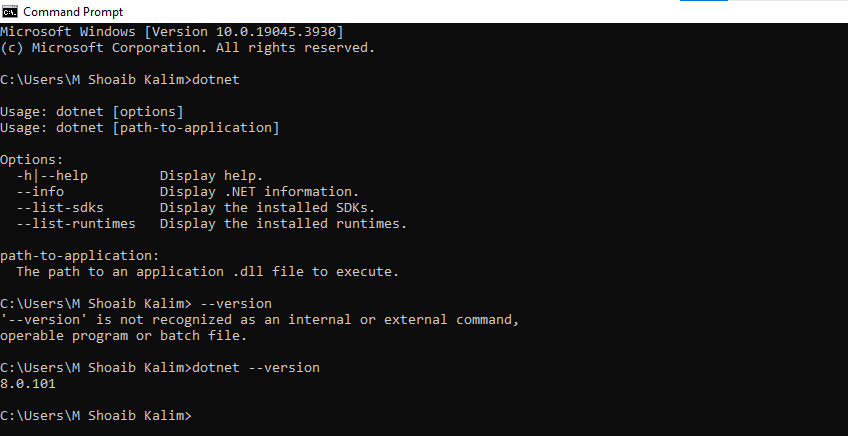 Command Prompt
Microsoft Windows [Version 10.0.19045.3930]
(c) Microsoft Corporation. All rights reserved.
C:\Users\M Shoaib Kalim>dotnet
Usage: dotnet [options]
Usage: dotnet [path-to-application]
Options:
  -h|--help         Display help.
  --info            Display .NET information.
  --list-sdks       Display the installed SDKs.
  --list-runtimes   Display the installed runtimes.
path-to-application:
  The path to an application .dll file to execute.
C:\Users\M Shoaib Kalim> --version
'--version' is not recognized as an internal or external command,
operable program or batch file.
C:\Users\M Shoaib Kalim>dotnet --version
8.0.101
C:\Users\M Shoaib Kalim>